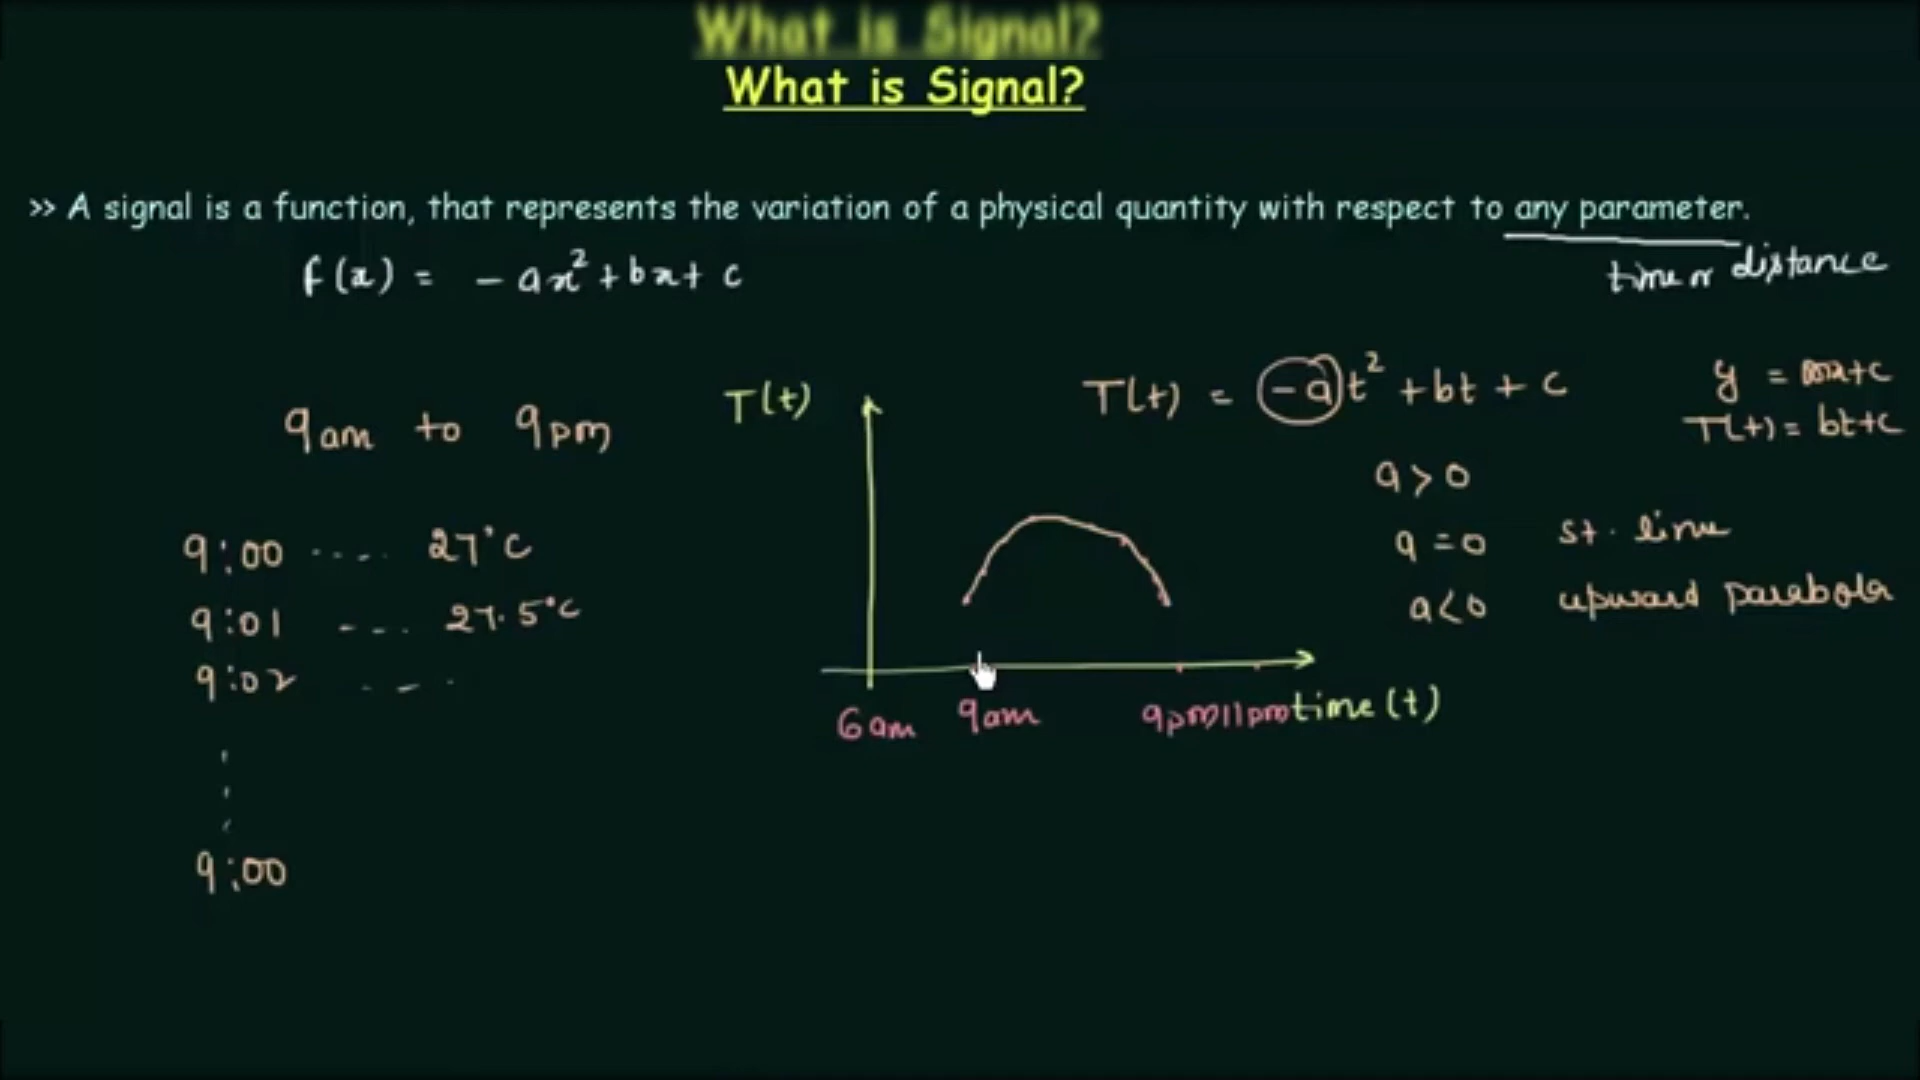 What is Signal?
What is Signal?
>> A signal is a function, that represents the variation of a physical quantity with respect to any parameter.
f(x) = -ax²+bx+c
time or distance
9am to 9pm
T(t)
T(t) = -at² + bt + c
y = mx+c
T(t) = bt+c
a>0
a=0 st. line
a<0 upward parabola
9:00 .... 27°C
9:01 --- . 27.5°C
9:02 . - - .
9:00
6am 9am 9pm 11pm time (t)